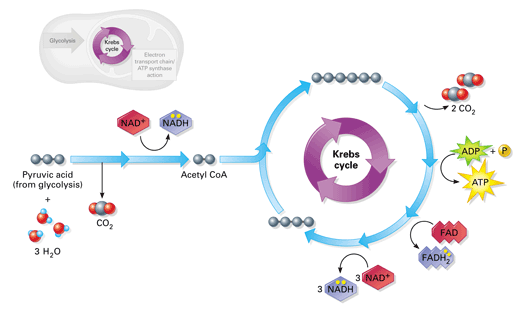 Glycolysis
Krebs
cycle
Electron
transport chain/
ATP synthase
action
NAD+
NADH
Pyruvic acid
(from glycolysis)
+
3 H₂O
CO₂
Acetyl CoA
Krebs
cycle
2 CO₂
ADP + P
ATP
FAD
FADH₂
3 NADH
3 NAD+